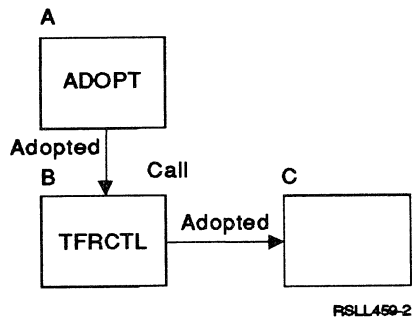 A
ADOPT
Adopted
Call
B
C
TFRCTL
Adopted
RSLL459-2